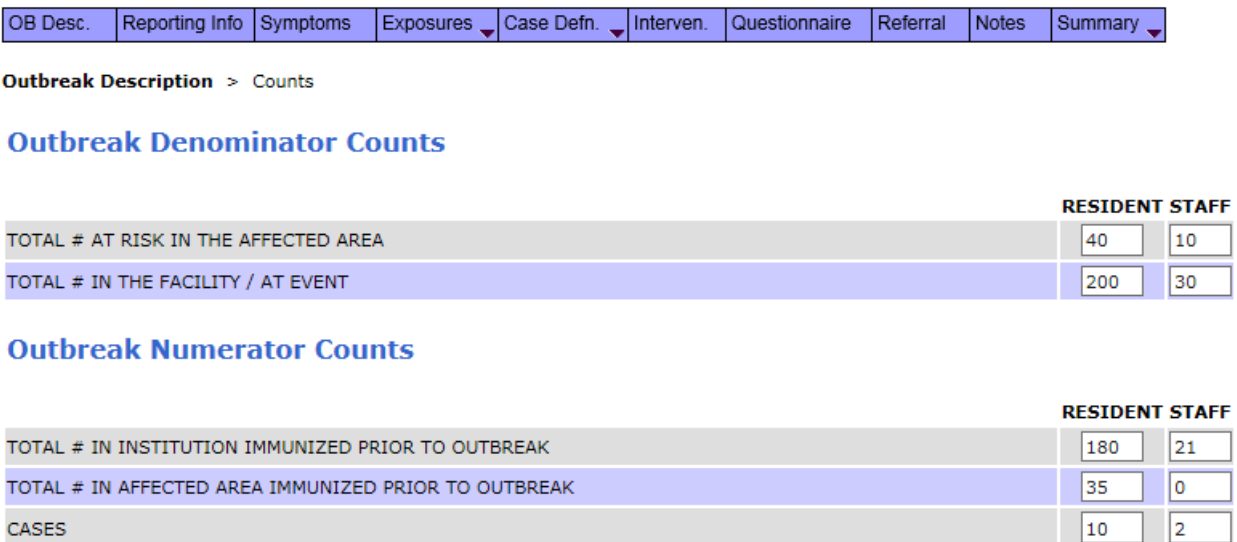 OB Desc. Reporting Info Symptoms Exposures Case Defn. Interven. Questionnaire Referral Notes Summary
Outbreak Description > Counts
Outbreak Denominator Counts
RESIDENT STAFF
TOTAL # AT RISK IN THE AFFECTED AREA 40 10
TOTAL # IN THE FACILITY / AT EVENT 200 30
Outbreak Numerator Counts
RESIDENT STAFF
TOTAL # IN INSTITUTION IMMUNIZED PRIOR TO OUTBREAK 180 21
TOTAL # IN AFFECTED AREA IMMUNIZED PRIOR TO OUTBREAK 35 0
CASES 10 2